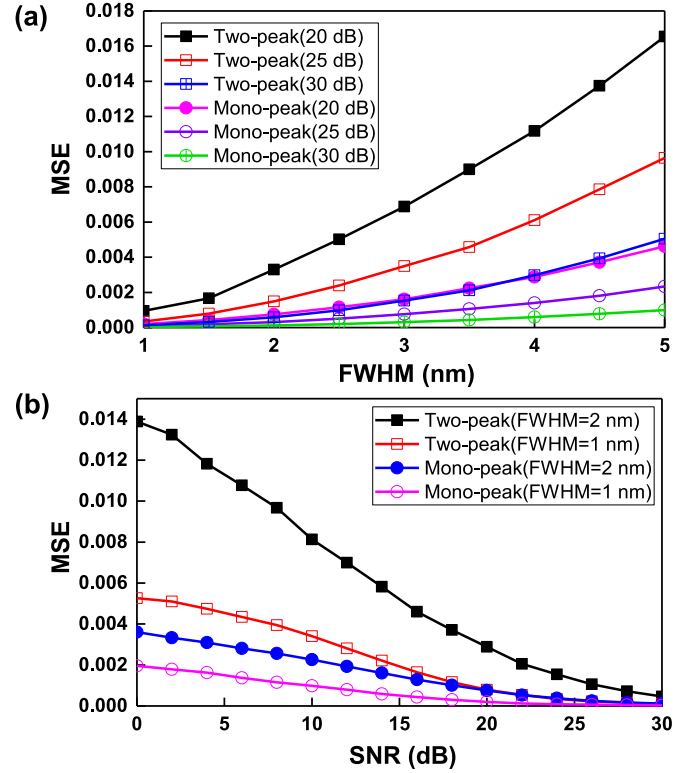 (a)
0.018
0.016
0.014
0.012
0.010
0.008
0.006
0.004
0.002
0.000
MSE
Two-peak(20 dB)
Two-peak(25 dB)
Two-peak(30 dB)
Mono-peak(20 dB)
Mono-peak(25 dB)
Mono-peak(30 dB)
1 2 3 4 5
FWHM (nm)
(b)
0.014
0.012
0.010
0.008
0.006
0.004
0.002
0.000
MSE
Two-peak(FWHM=2 nm)
Two-peak(FWHM=1 nm)
Mono-peak(FWHM=2 nm)
Mono-peak(FWHM=1 nm)
0 5 10 15 20 25 30
SNR (dB)